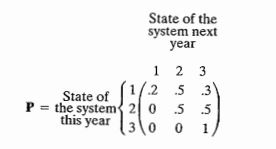 State of the
system next
year
1 2 3
State of 1 .2 .5 .3
P = the system 2 0 .5 .5
this year 3 0 0 1